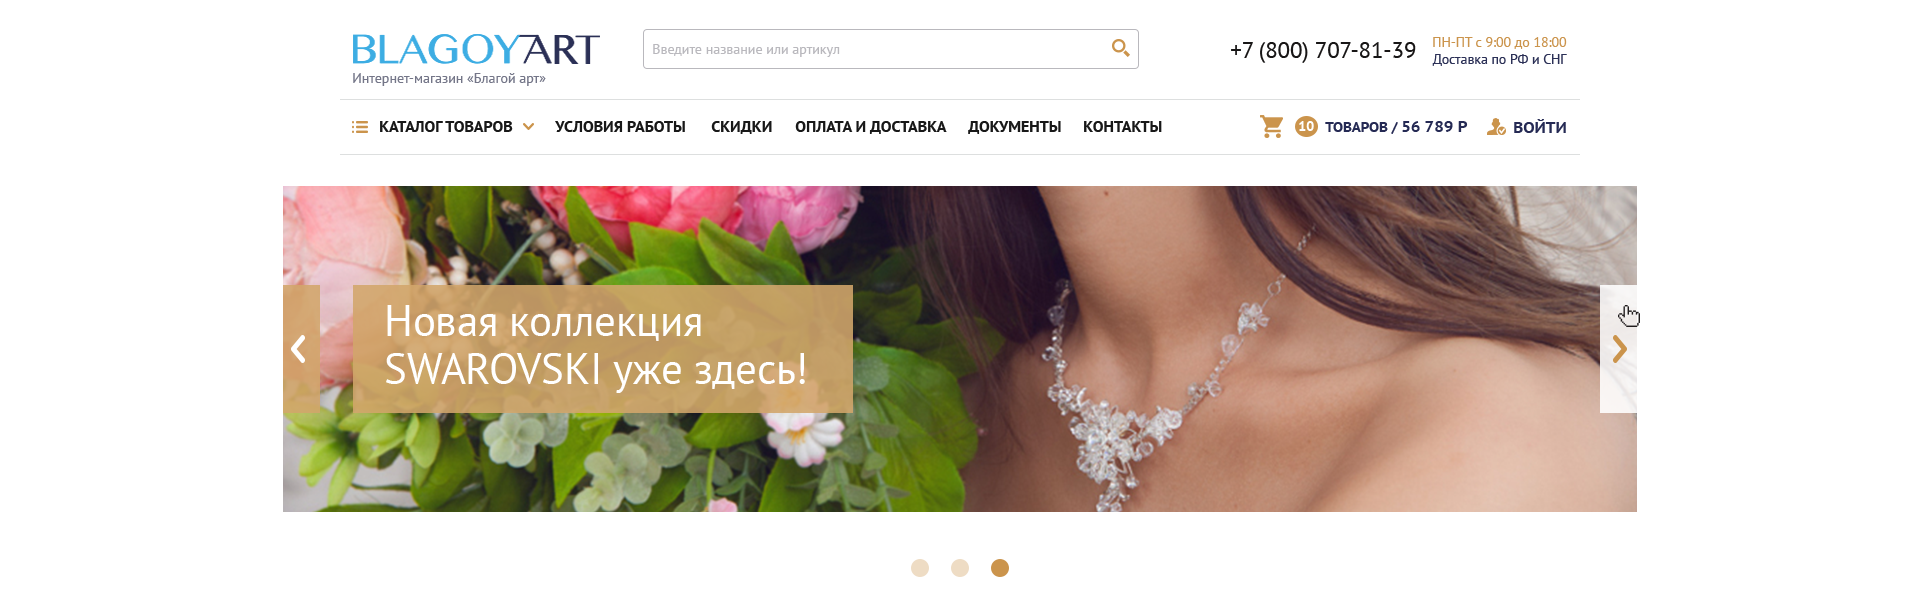 BLAGOYART
Интернет-магазин «Благой арт»
Введите название или артикул
+7 (800) 707-81-39
ПН-ПТ с 9:00 до 18:00
Доставка по РФ и СНГ
КАТАЛОГ ТОВАРОВ УСЛОВИЯ РАБОТЫ СКИДКИ ОПЛАТА И ДОСТАВКА ДОКУМЕНТЫ КОНТАКТЫ 10 ТОВАРОВ / 56 789 Р ВОЙТИ
Новая коллекция
SWAROVSKI уже здесь!